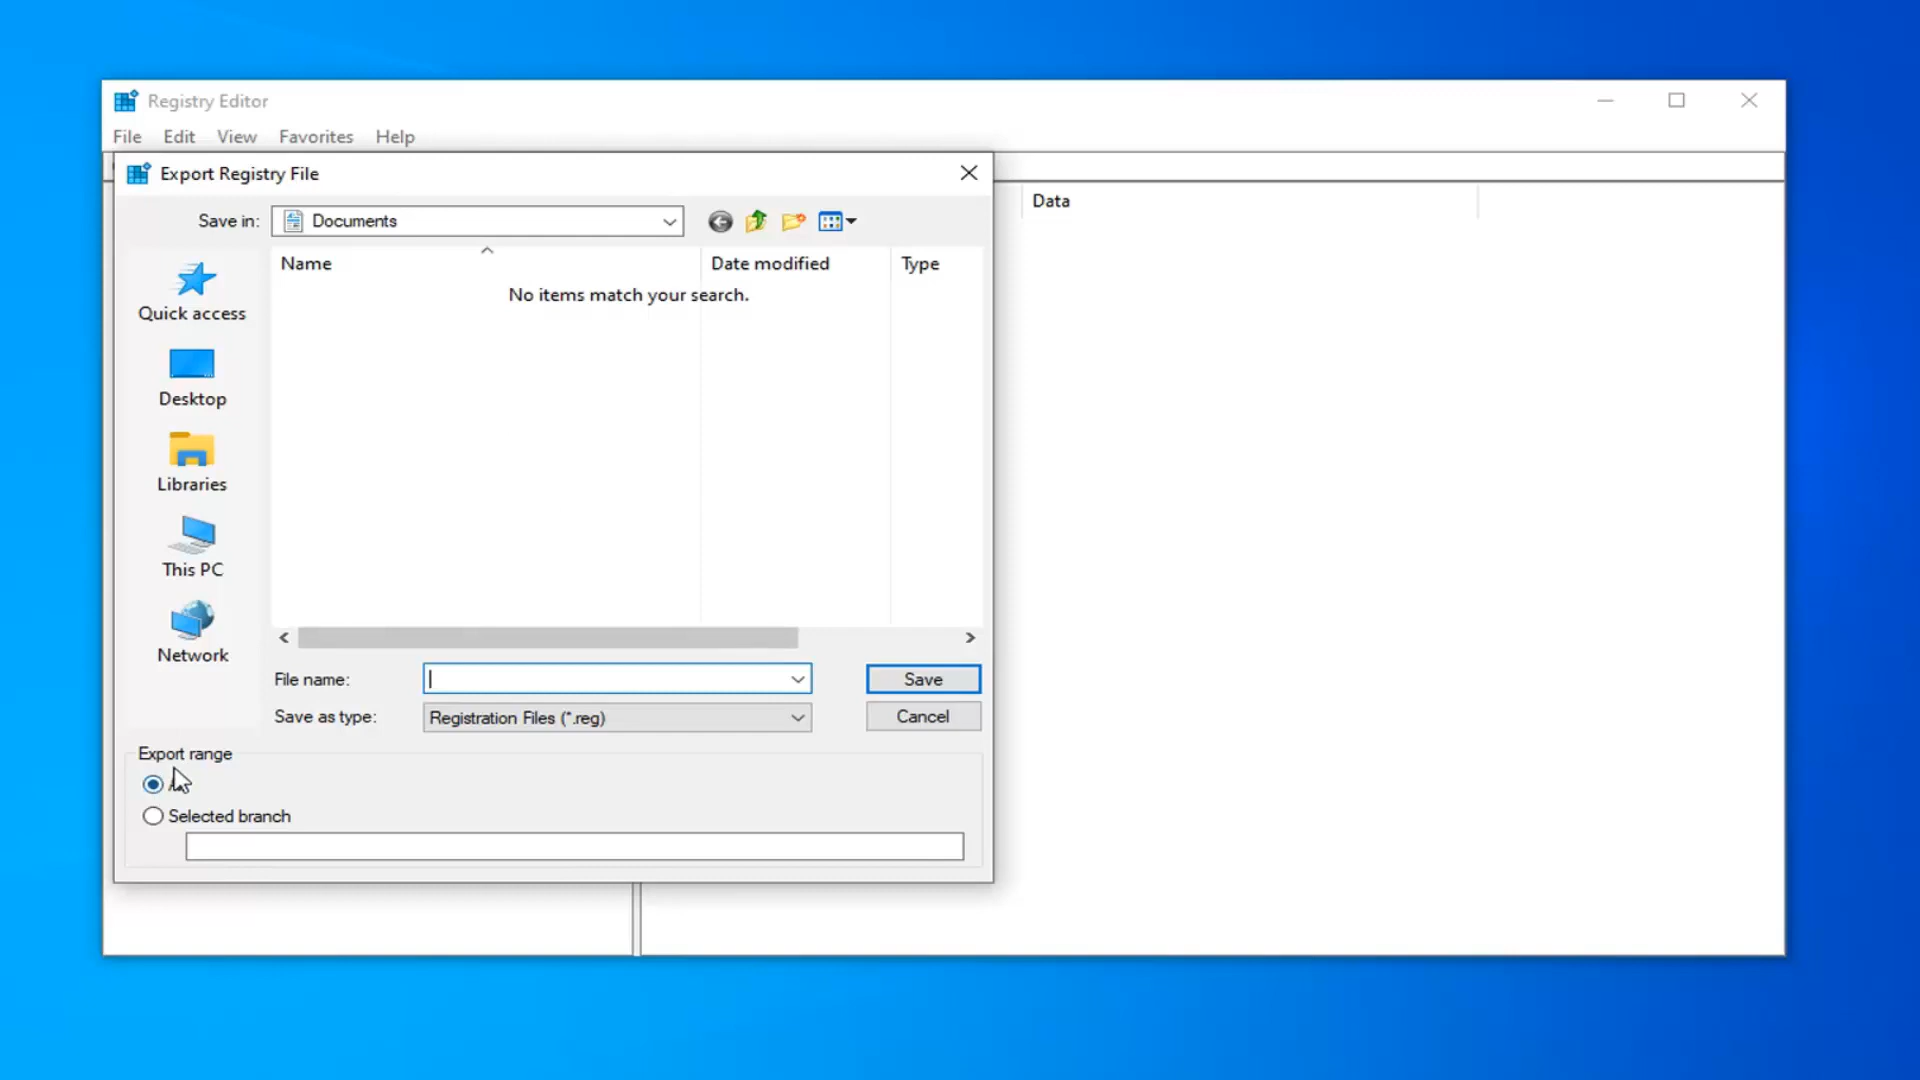 Registry Editor
File Edit View Favorites Help
Export Registry File
Save in: Documents
Data
Name Date modified Type
No items match your search.
Quick access
Desktop
Libraries
This PC
Network
File name: Save
Save as type: Registration Files (*.reg) Cancel
Export range
Selected branch